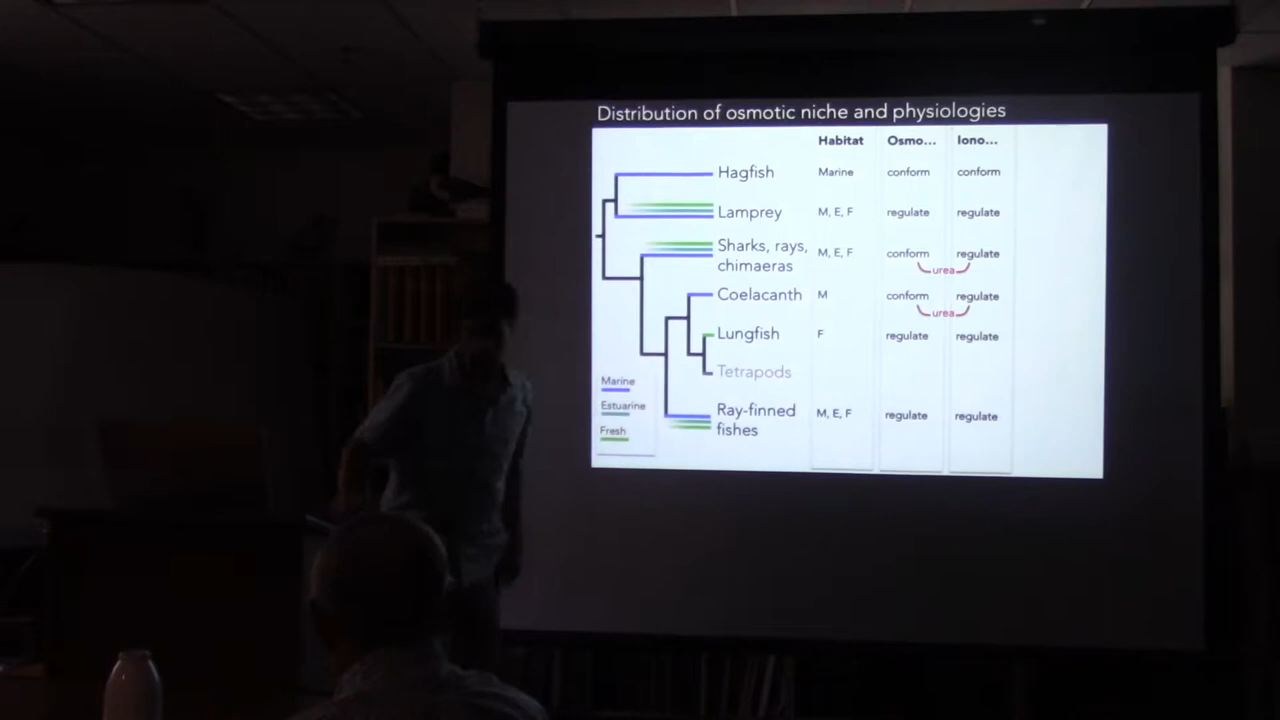 Distribution of osmotic niche and physiologies
Habitat Osmo... Iono...
Hagfish Marine conform conform
Lamprey M, E, F regulate regulate
Sharks, rays,
chimaeras M, E, F conform regulate
urea
Coelacanth M conform regulate
urea
Lungfish F regulate regulate
Tetrapods
Ray-finned
fishes M, E, F regulate regulate
Marine
Estuarine
Fresh